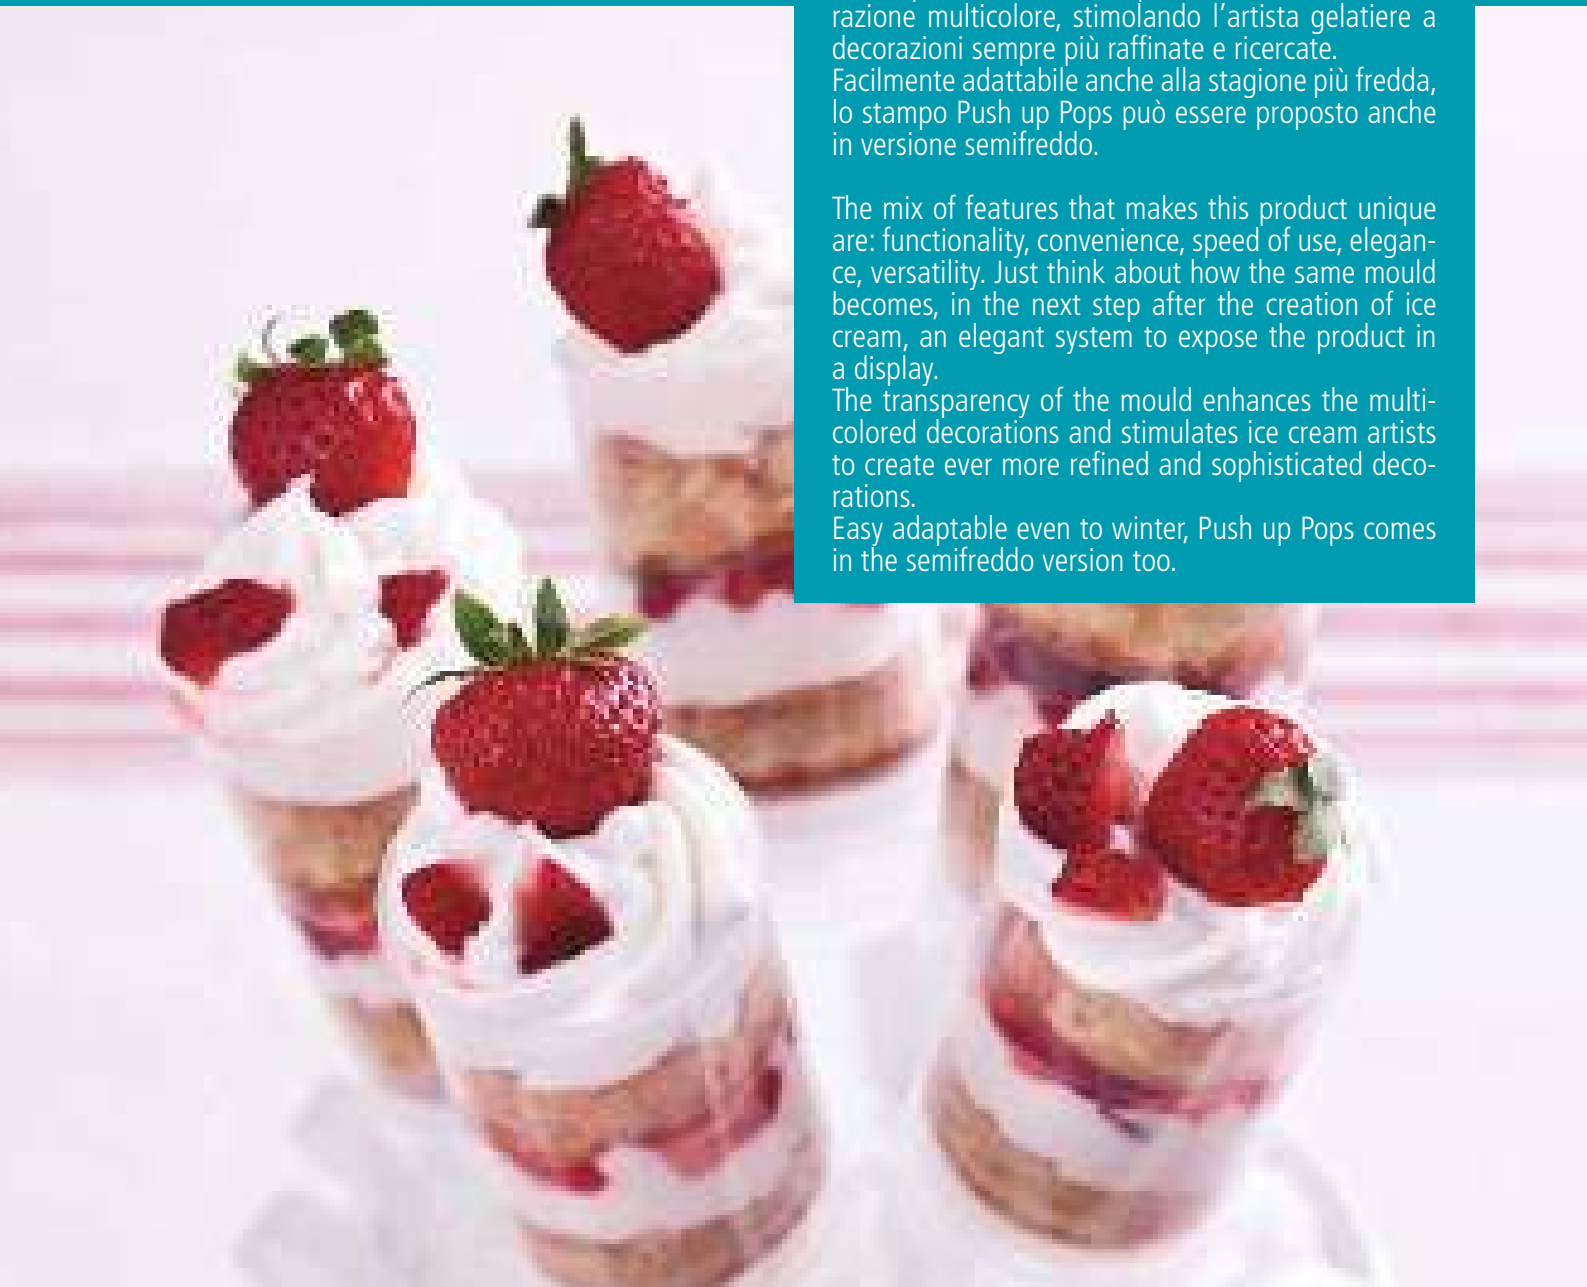 razione multicolore, stimolando l'artista gelatiere a
decorazioni sempre più raffinate e ricercate.
Facilmente adattabile anche alla stagione più fredda,
lo stampo Push up Pops può essere proposto anche
in versione semifreddo.
The mix of features that makes this product unique
are: functionality, convenience, speed of use, elegan-
ce, versatility. Just think about how the same mould
becomes, in the next step after the creation of ice
cream, an elegant system to expose the product in
a display.
The transparency of the mould enhances the multi-
colored decorations and stimulates ice cream artists
to create ever more refined and sophisticated deco-
rations.
Easy adaptable even to winter, Push up Pops comes
in the semifreddo version too.